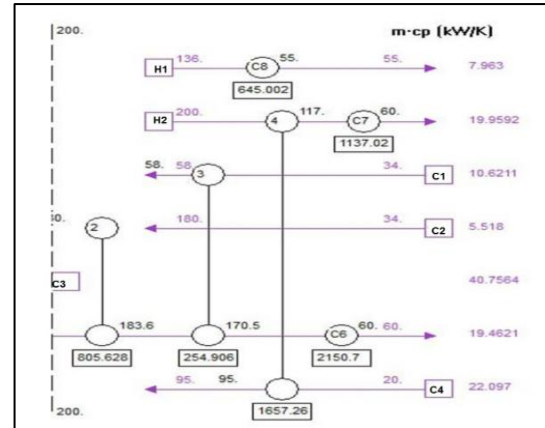 200. m·cp (kW/K)
H1 136. C8 55. 55. 7.963
645.002
H2 200. 4 117. C7 60. 19.9592
1137.02
58. 58. 3 34. C1 10.6211
0. 2 180. 34. C2 5.518
C3 40.7564
183.6 170.5 C6 60. 60. 19.4621
805.628 254.906 2150.7
95. 95. 20. C4 22.097
200. 1657.26